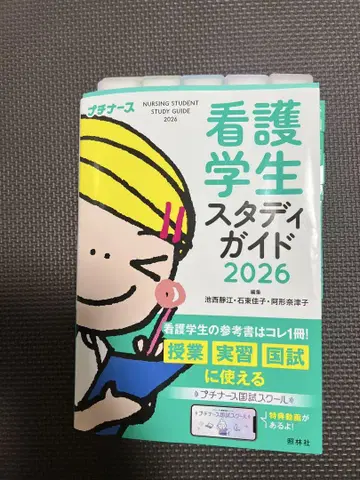 プチナース
NURSING STUDENT
STUDY GUIDE
2026
看護
学生
スタディ
ガイド
2026
編集
池西静江・石束佳子・阿形奈津子
看護学生の参考書はコレ1冊!
授業 実習 国試
に使える
プチナース国試スクール
特典動画が
あるよ!
照林社